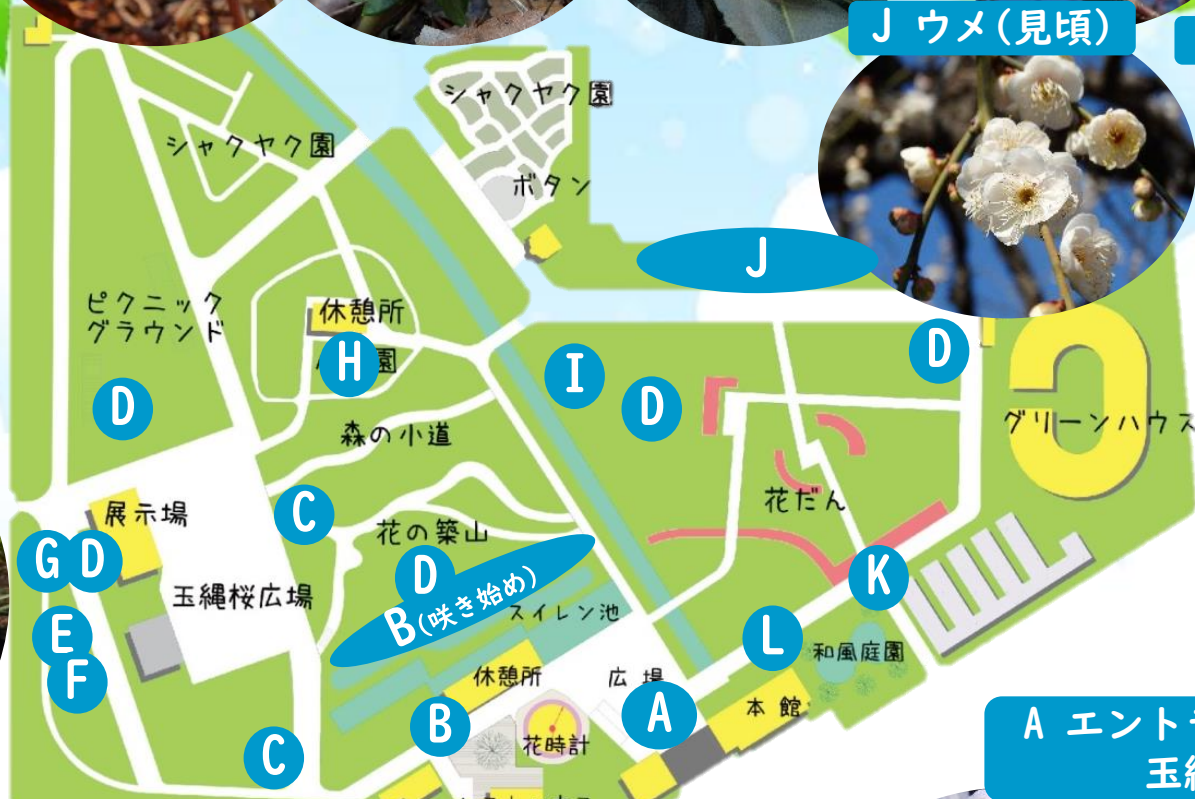 J ウメ(見頃)
シャクヤク園
シャクヤク園
ボタン
J
ピクニック
グラウンド
休憩所
園
H
I
D
D
D
グリーンハウス
森の小道
花だん
展示場
C
花の築山
G
D
D
K
玉縄桜広場
B(咲き始め)
スイレン池
E
L
和風庭園
F
休憩所
広場
A
本館
B
花時計
C
A エント
玉縄